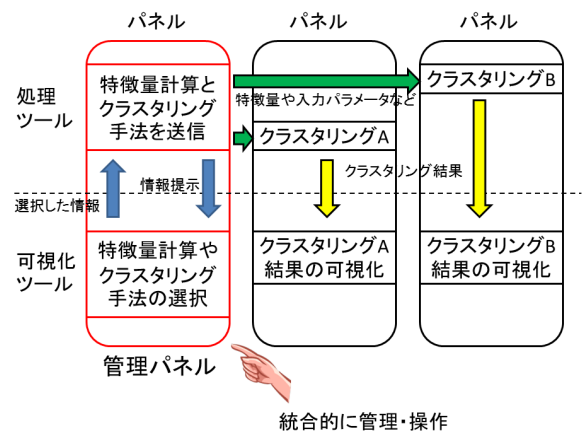 パネル
パネル
パネル
処理
ツール
特徴量計算と
クラスタリング
手法を送信
クラスタリングB
特徴量や入力パラメータなど
クラスタリングA
情報提示
クラスタリング結果
選択した情報
可視化
ツール
特徴量計算や
クラスタリング
手法の選択
クラスタリングA
結果の可視化
クラスタリングB
結果の可視化
管理パネル
統合的に管理・操作